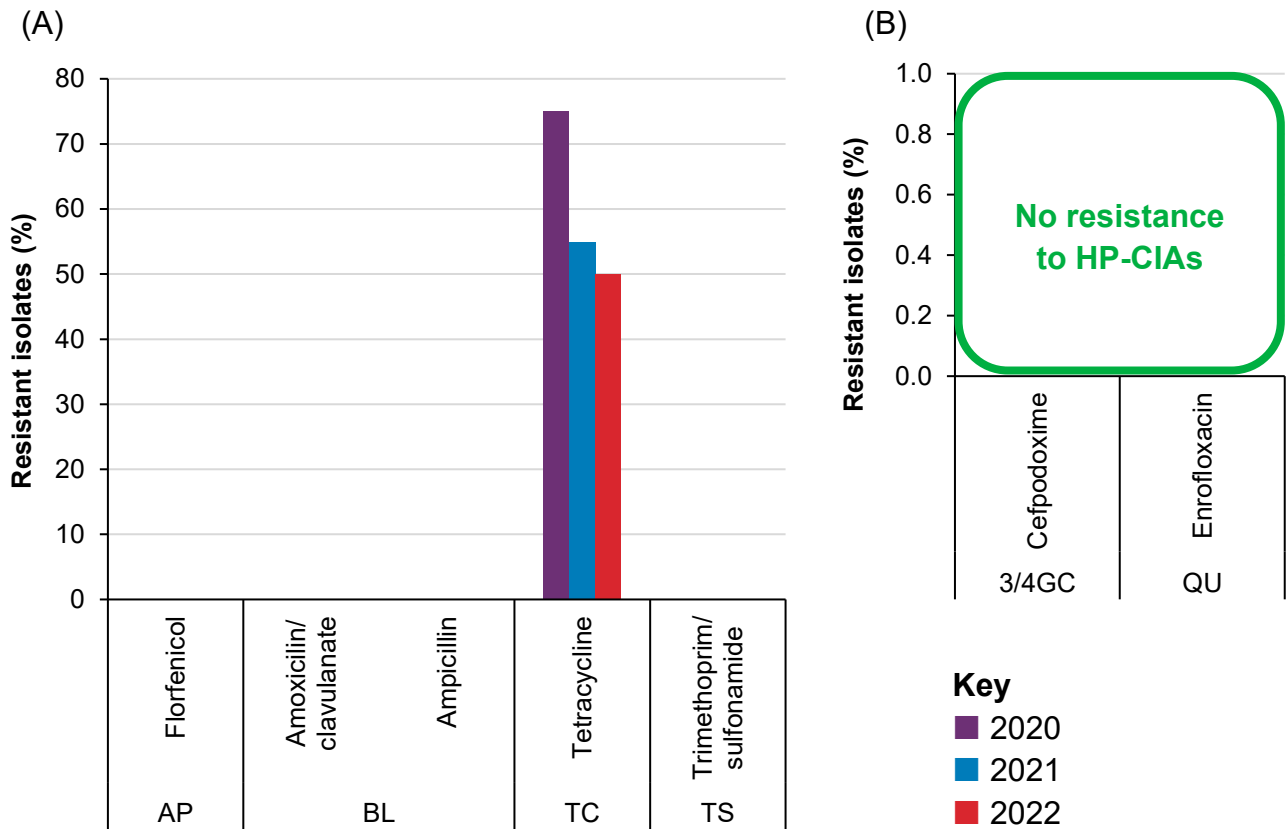 (A)
Resistant isolates (%)
80
70
60
50
40
30
20
10
0
Florfenicol
Amoxicilin/
clavulanate
Ampicillin
Tetracycline
Trimethoprim/
sulfonamide
AP
BL
TC
TS
(B)
Resistant isolates (%)
1.0
0.8
0.6
0.4
0.2
0.0
No resistance
to HP-CIAs
Cefpodoxime
Enrofloxacin
3/4GC
QU
Key
2020
2021
2022